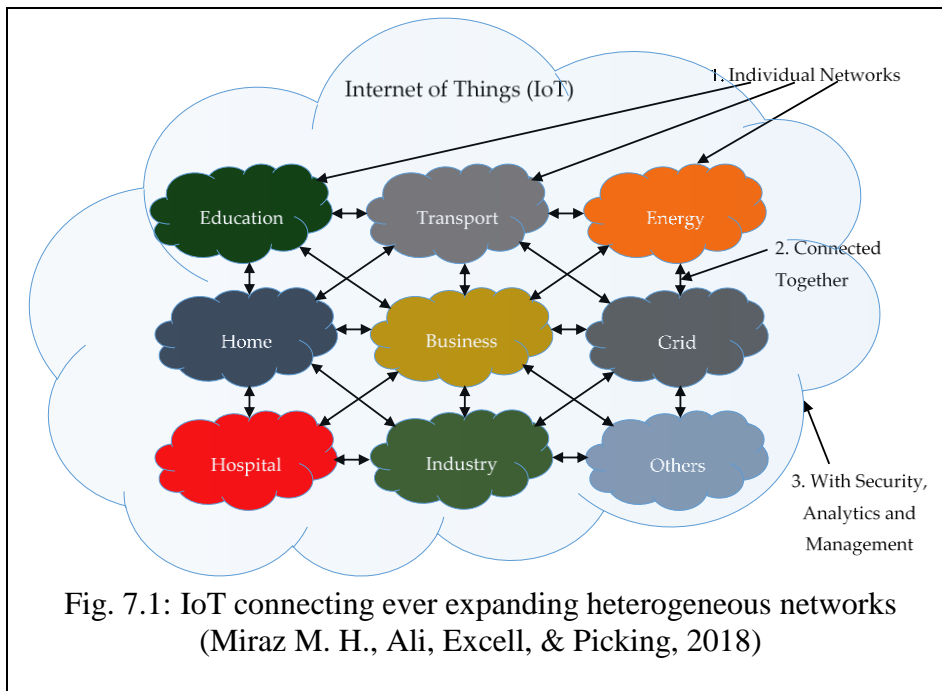 Internet of Things (IoT)
1. Individual Networks
Education
Transport
Energy
2. Connected
Together
Home
Business
Grid
Hospital
Industry
Others
3. With Security,
Analytics and
Management
Fig. 7.1: IoT connecting ever expanding heterogeneous networks
(Miraz M. H., Ali, Excell, & Picking, 2018)